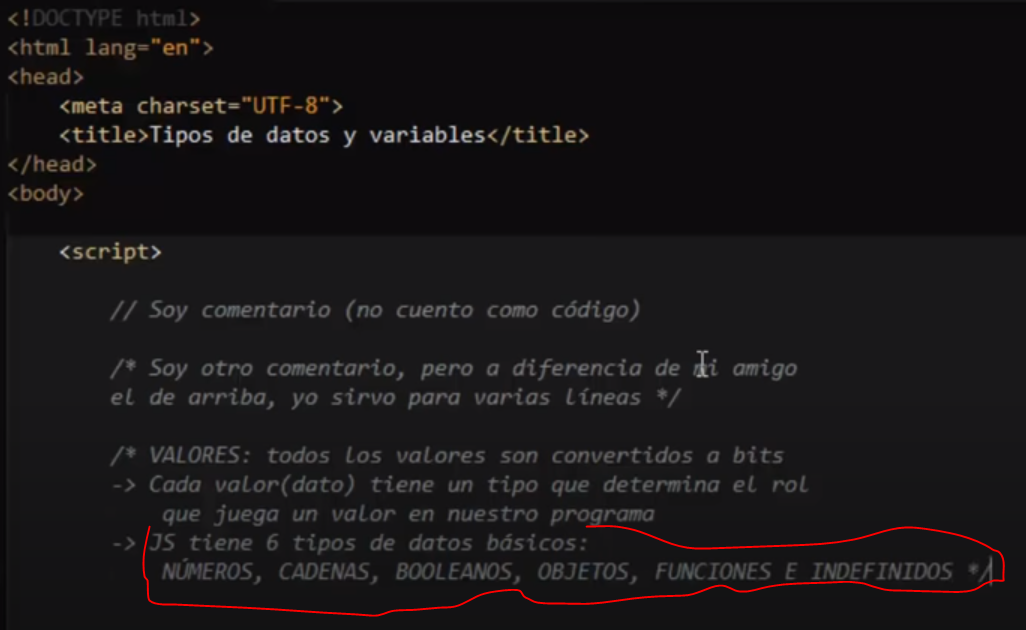 <!DOCTYPE html>
<html lang="en">
<head>
<meta charset="UTF-8">
<title>Tipos de datos y variables</title>
</head>
<body>
<script>
// Soy comentario (no cuento como código)
/* Soy otro comentario, pero a diferencia de mi amigo
el de arriba, yo sirvo para varias líneas */
/* VALORES: todos los valores son convertidos a bits
-> Cada valor(dato) tiene un tipo que determina el rol
que juega un valor en nuestro programa
-> JS tiene 6 tipos de datos básicos:
NÚMEROS, CADENAS, BOOLEANOS, OBJETOS, FUNCIONES E INDEFINIDOS */